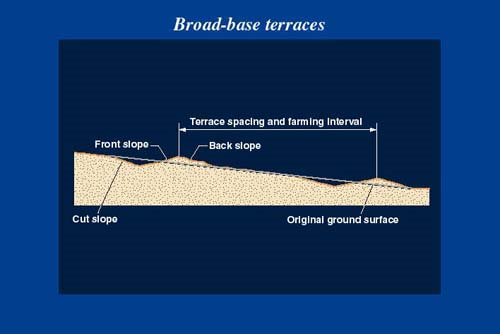 Broad-base terraces
Terrace spacing and farming interval
Front slope
Back slope
Cut slope
Original ground surface